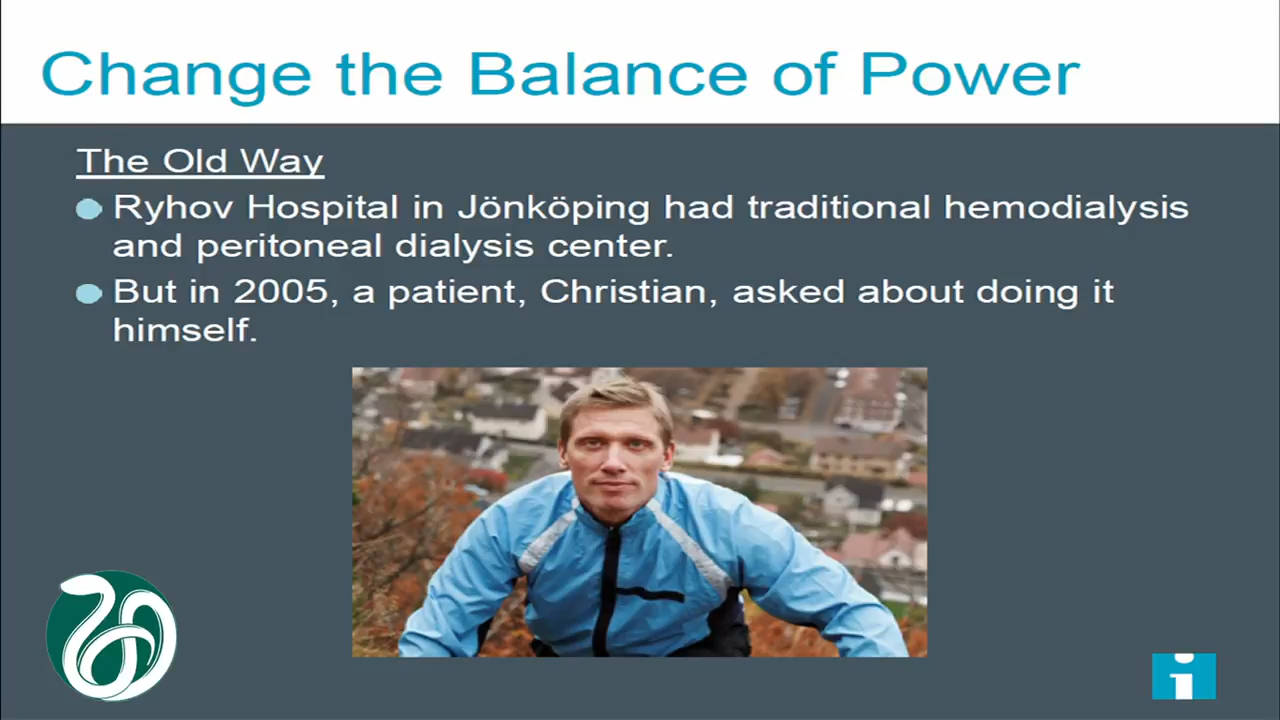 Change the Balance of Power
The Old Way
Ryhov Hospital in Jönköping had traditional hemodialysis
and peritoneal dialysis center.
But in 2005, a patient, Christian, asked about doing it
himself.